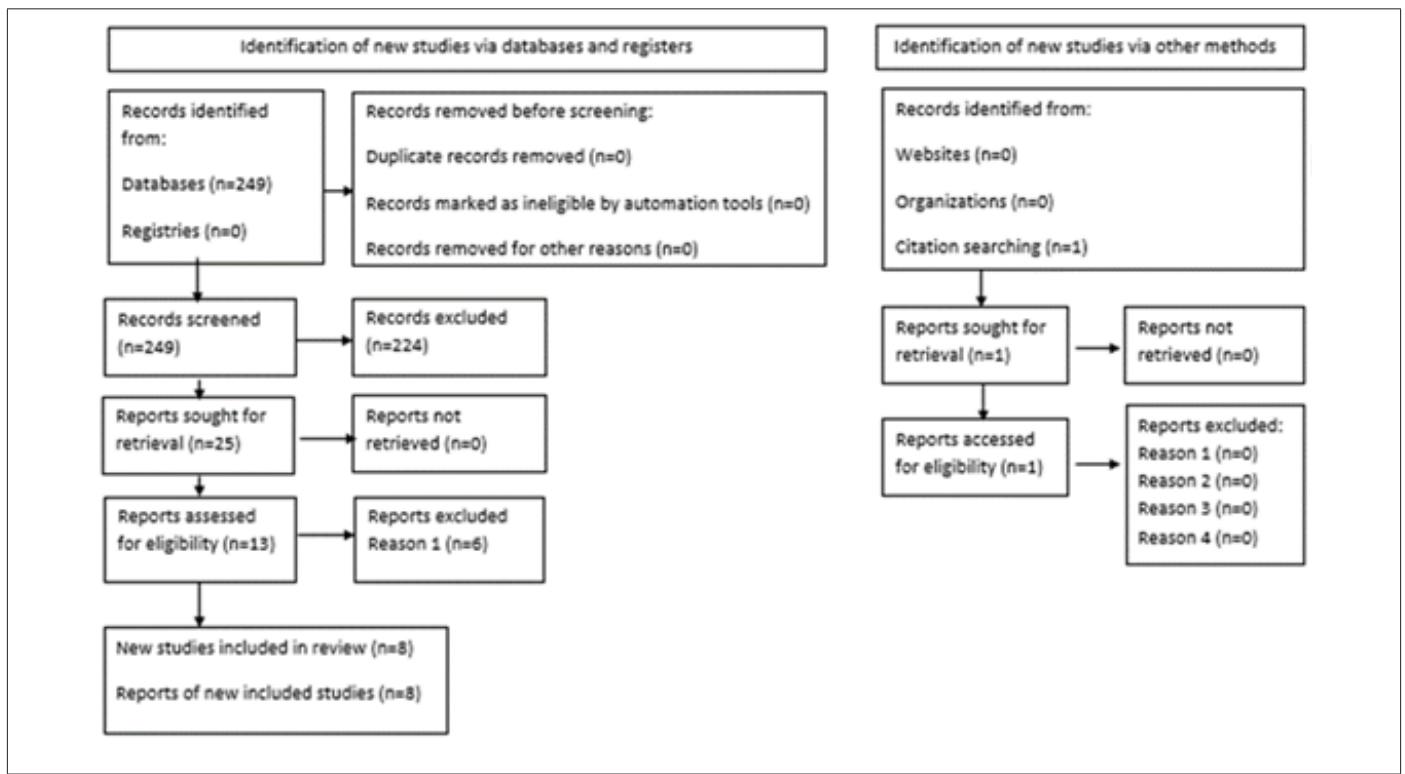 Identification of new studies via databases and registers
Records identified
from:
Databases (n=249)
Registries (n=0)
Records removed before screening:
Duplicate records removed (n=0)
Records marked as ineligible by automation tools (n=0)
Records removed for other reasons (n=0)
Records screened
(n=249)
Records excluded
(n=224)
Reports sought for
retrieval (n=25)
Reports not
retrieved (n=0)
Reports assessed
for eligibility (n=13)
Reports excluded
Reason 1 (n=6)
New studies included in review (n=8)
Reports of new included studies (n=8)
Identification of new studies via other methods
Records identified from:
Websites (n=0)
Organizations (n=0)
Citation searching (n=1)
Reports sought for
retrieval (n=1)
Reports not
retrieved (n=0)
Reports accessed
for eligibility (n=1)
Reports excluded:
Reason 1 (n=0)
Reason 2 (n=0)
Reason 3 (n=0)
Reason 4 (n=0)